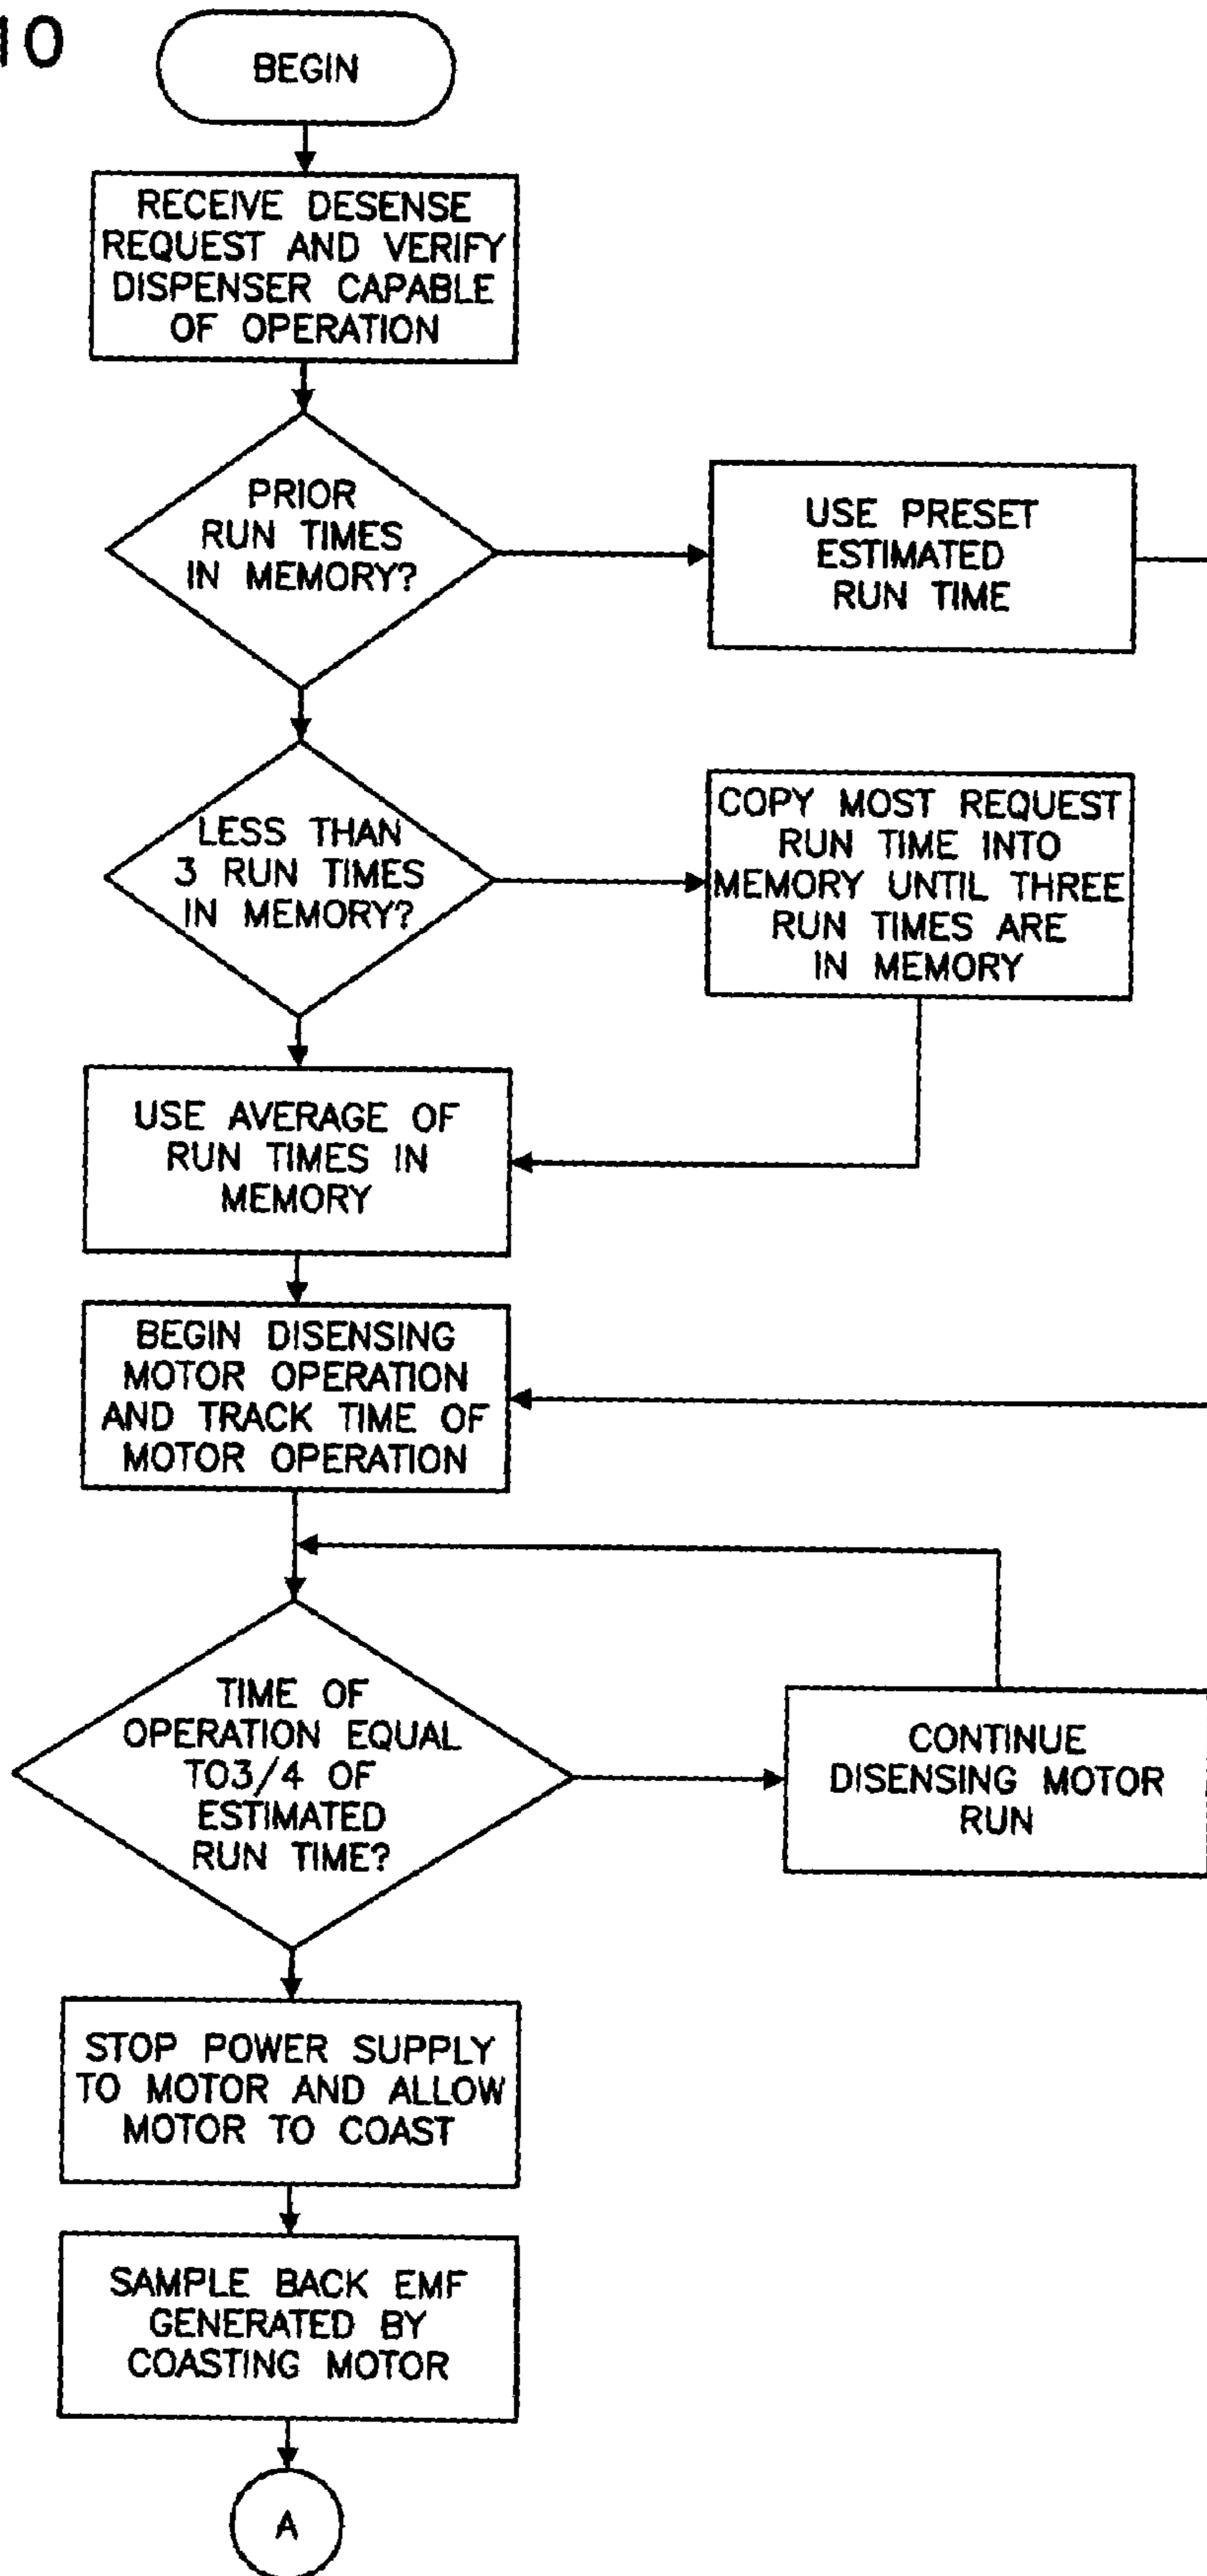 10
BEGIN
RECEIVE DESENSE
REQUEST AND VERIFY
DISPENSER CAPABLE
OF OPERATION
PRIOR
RUN TIMES
IN MEMORY?
USE PRESET
ESTIMATED
RUN TIME
LESS THAN
3 RUN TIMES
IN MEMORY?
COPY MOST REQUEST
RUN TIME INTO
MEMORY UNTIL THREE
RUN TIMES ARE
IN MEMORY
USE AVERAGE OF
RUN TIMES IN
MEMORY
BEGIN DISENSING
MOTOR OPERATION
AND TRACK TIME OF
MOTOR OPERATION
TIME OF
OPERATION EQUAL
TO3/4 OF
ESTIMATED
RUN TIME?
CONTINUE
DISENSING MOTOR
RUN
STOP POWER SUPPLY
TO MOTOR AND ALLOW
MOTOR TO COAST
SAMPLE BACK EMF
GENERATED BY
COASTING MOTOR
A